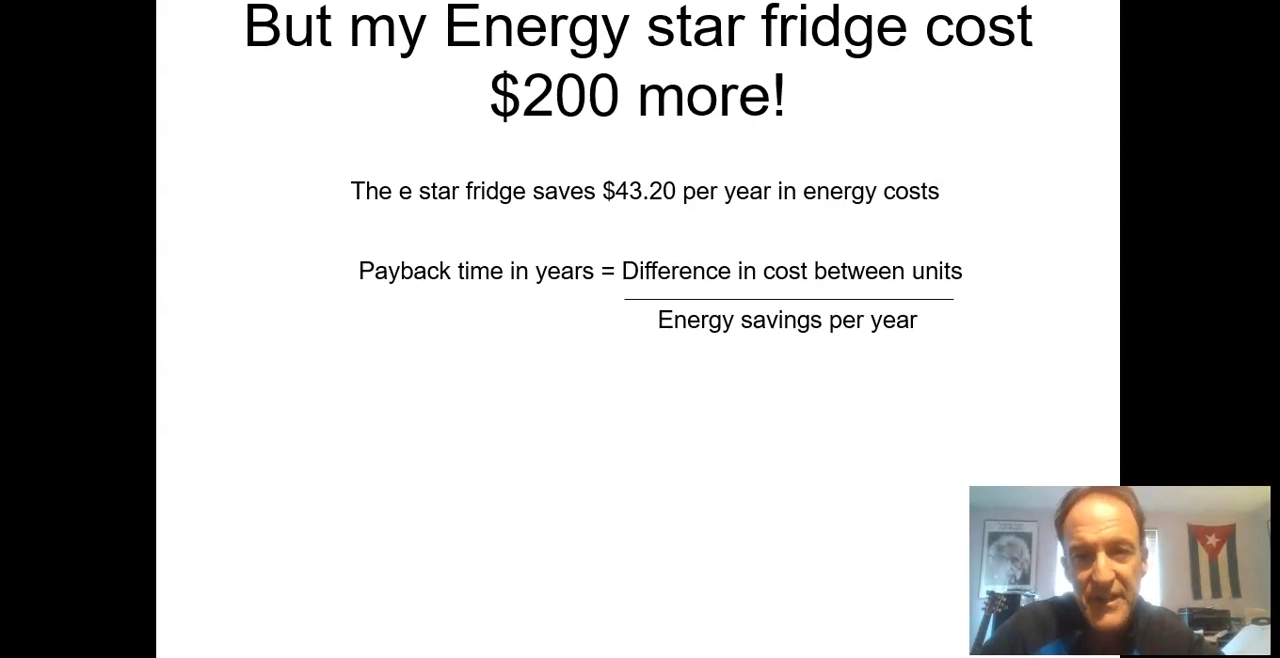 But my Energy star fridge cost
$200 more!
The e star fridge saves $43.20 per year in energy costs
Payback time in years = Difference in cost between units
Energy savings per year